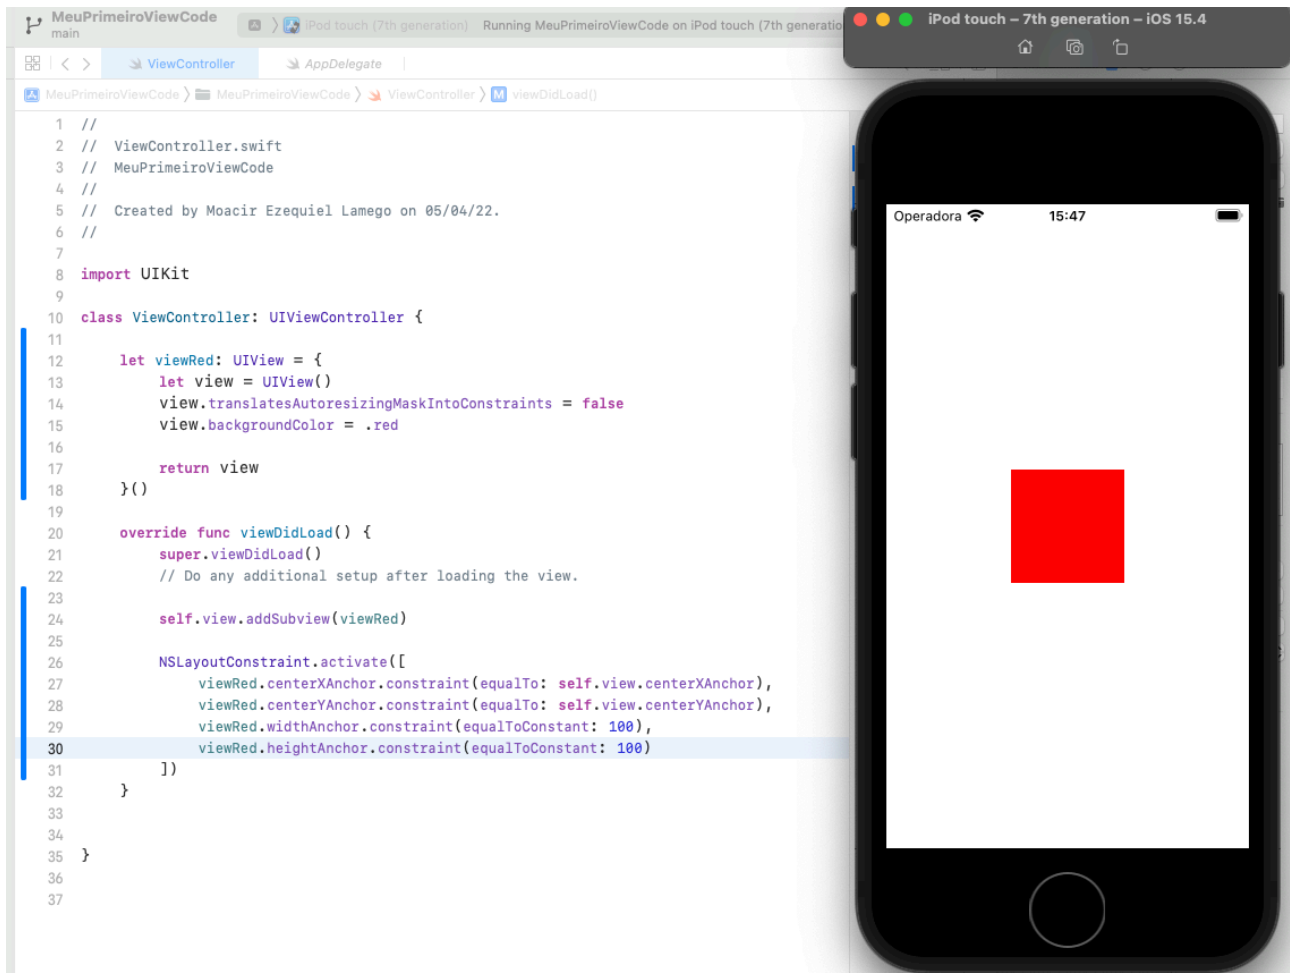 MeuPrimeiroViewCode
main
iPod touch (7th generation) Running MeuPrimeiroViewCode on iPod touch (7th generatio
iPod touch – 7th generation – iOS 15.4
ViewController AppDelegate
MeuPrimeiroViewCode MeuPrimeiroViewCode ViewController M viewDidLoad()
1 //
2 //  ViewController.swift
3 //  MeuPrimeiroViewCode
4 //
5 //  Created by Moacir Ezequiel Lamego on 05/04/22.
6 //
7
8 import UIKit
9
10 class ViewController: UIViewController {
11
12     let viewRed: UIView = {
13         let view = UIView()
14         view.translatesAutoresizingMaskIntoConstraints = false
15         view.backgroundColor = .red
16
17         return view
18     }()
19
20     override func viewDidLoad() {
21         super.viewDidLoad()
22         // Do any additional setup after loading the view.
23
24         self.view.addSubview(viewRed)
25
26         NSLayoutConstraint.activate([
27             viewRed.centerXAnchor.constraint(equalTo: self.view.centerXAnchor),
28             viewRed.centerYAnchor.constraint(equalTo: self.view.centerYAnchor),
29             viewRed.widthAnchor.constraint(equalToConstant: 100),
30             viewRed.heightAnchor.constraint(equalToConstant: 100)
31         ])
32     }
33
34
35 }
36
37
Operadora 15:47